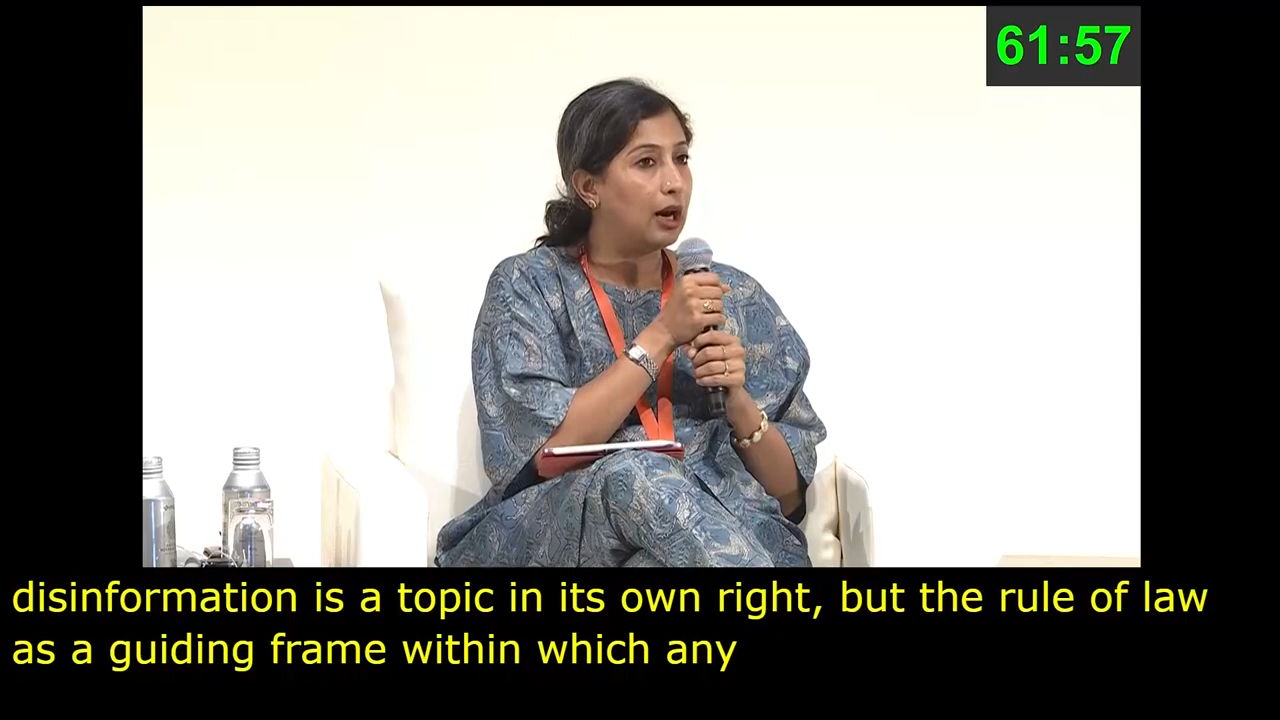 61:57
disinformation is a topic in its own right, but the rule of law
as a guiding frame within which any